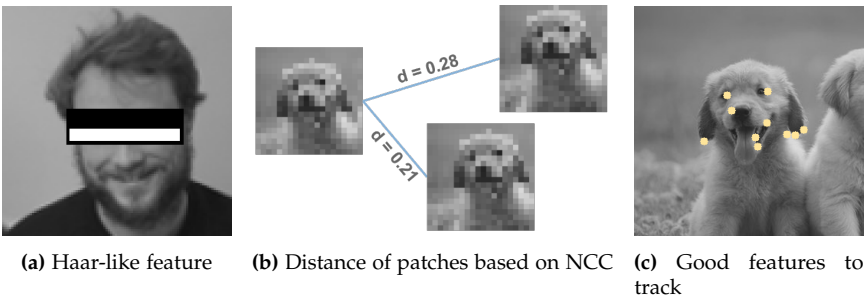 d = 0.28
d = 0.21
(a) Haar-like feature
(b) Distance of patches based on NCC
(c) Good features to
track